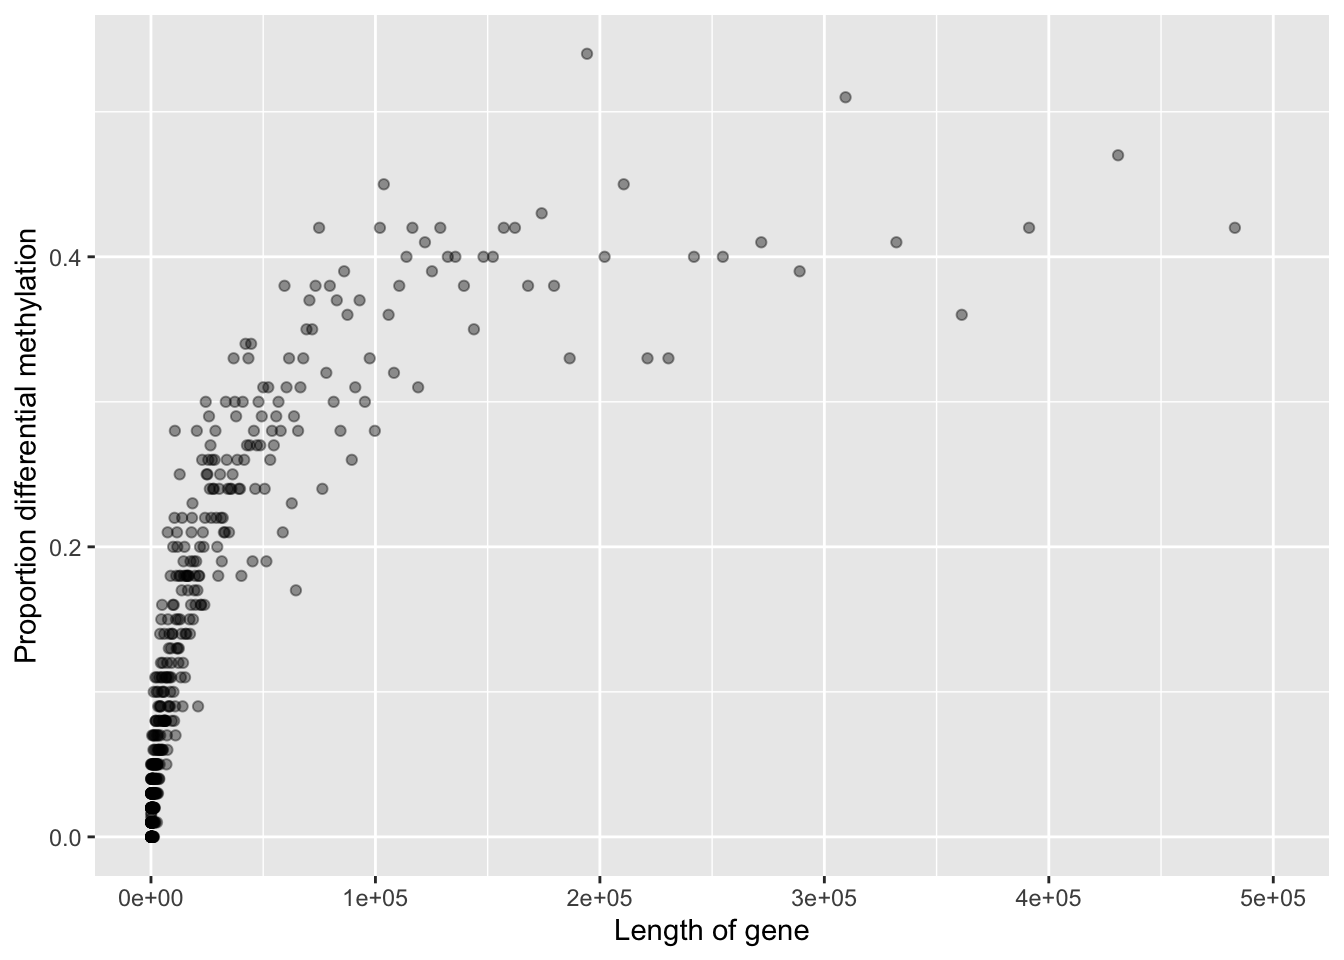 Proportion differential methylation
0.4
0.2
0.0
0e+00 1e+05 2e+05 3e+05 4e+05 5e+05
Length of gene